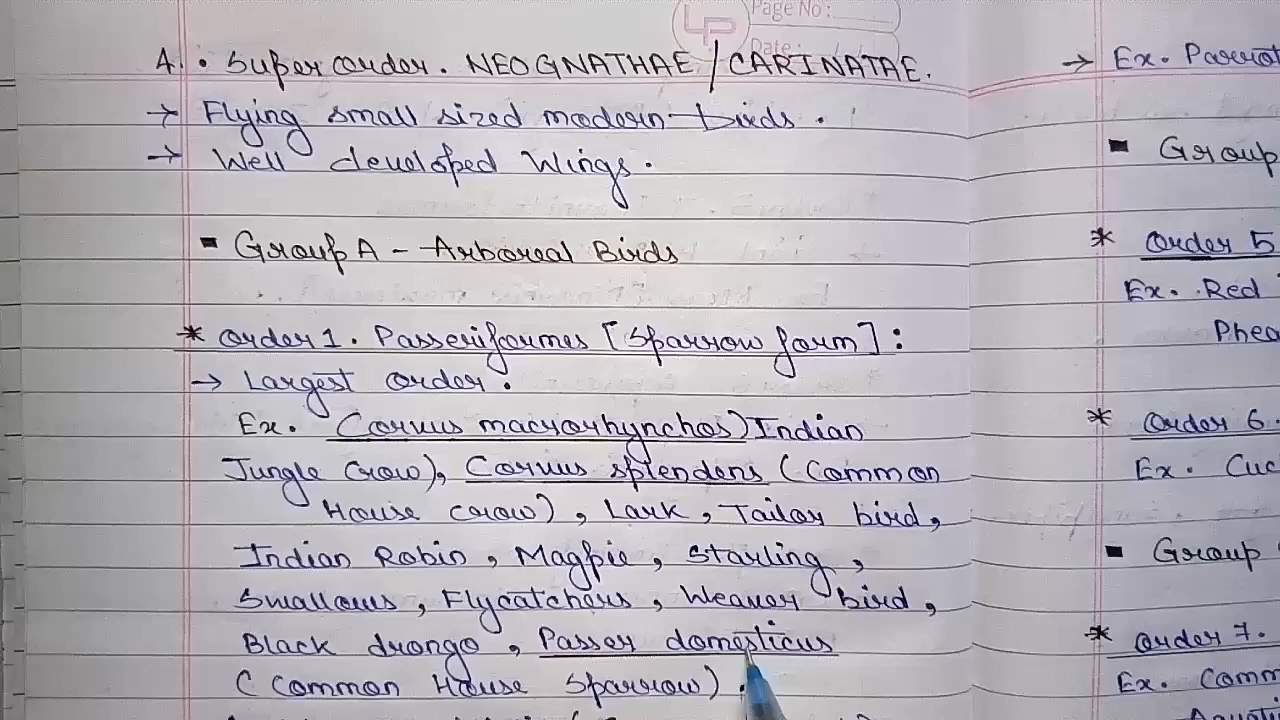 LP
Page No:
Date:
4. • Super order. NEOGNATHAE / CARINATAE.
→ Flying small sized modern birds.
→ Well developed Wings.
▪ Group A - Arboreal Birds
* Order 1. Passeriformes [Sparrow form]:
→ Largest order.
Ex. Corvus macrorhynchos) Indian
Jungle Crow), Corvus splendens (Common
House Crow), Lark, Tailor bird,
Indian Robin, Magpie, Starling,
Swallows, Flycatchers, Weaver bird,
Black drongo, Passer domesticus
(Common House Sparrow).
→ Ex. Parrot
▪ Group
* Order 5
Ex. Red
Phea
* Order 6.
Ex. Cuc
▪ Group
* Order 7.
Ex. Comm